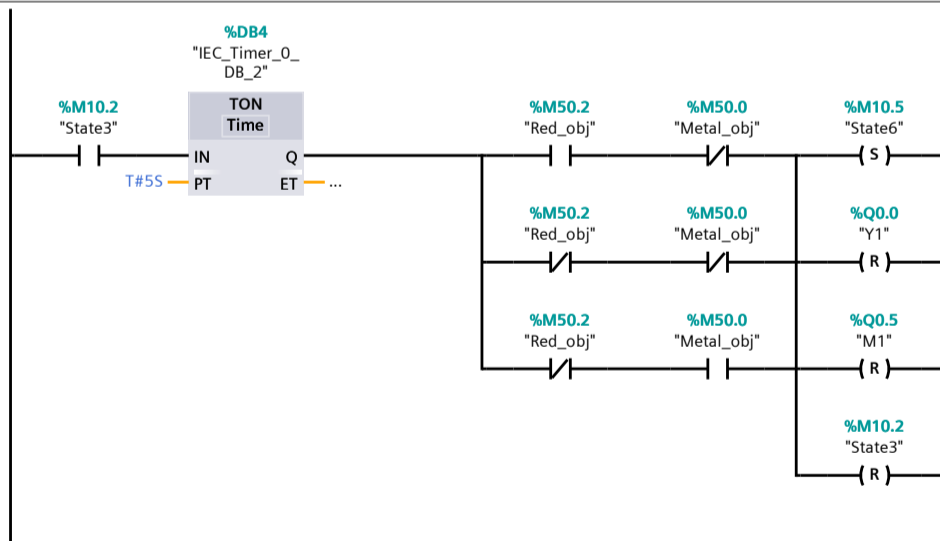 %DB4
"IEC_Timer_0_
DB_2"
TON
Time
%M10.2
"State3"
IN
Q
T#5S
PT
ET
...
%M50.2
"Red_obj"
%M50.0
"Metal_obj"
%M10.5
"State6"
S
%M50.2
"Red_obj"
%M50.0
"Metal_obj"
%Q0.0
"Y1"
R
%M50.2
"Red_obj"
%M50.0
"Metal_obj"
%Q0.5
"M1"
R
%M10.2
"State3"
R